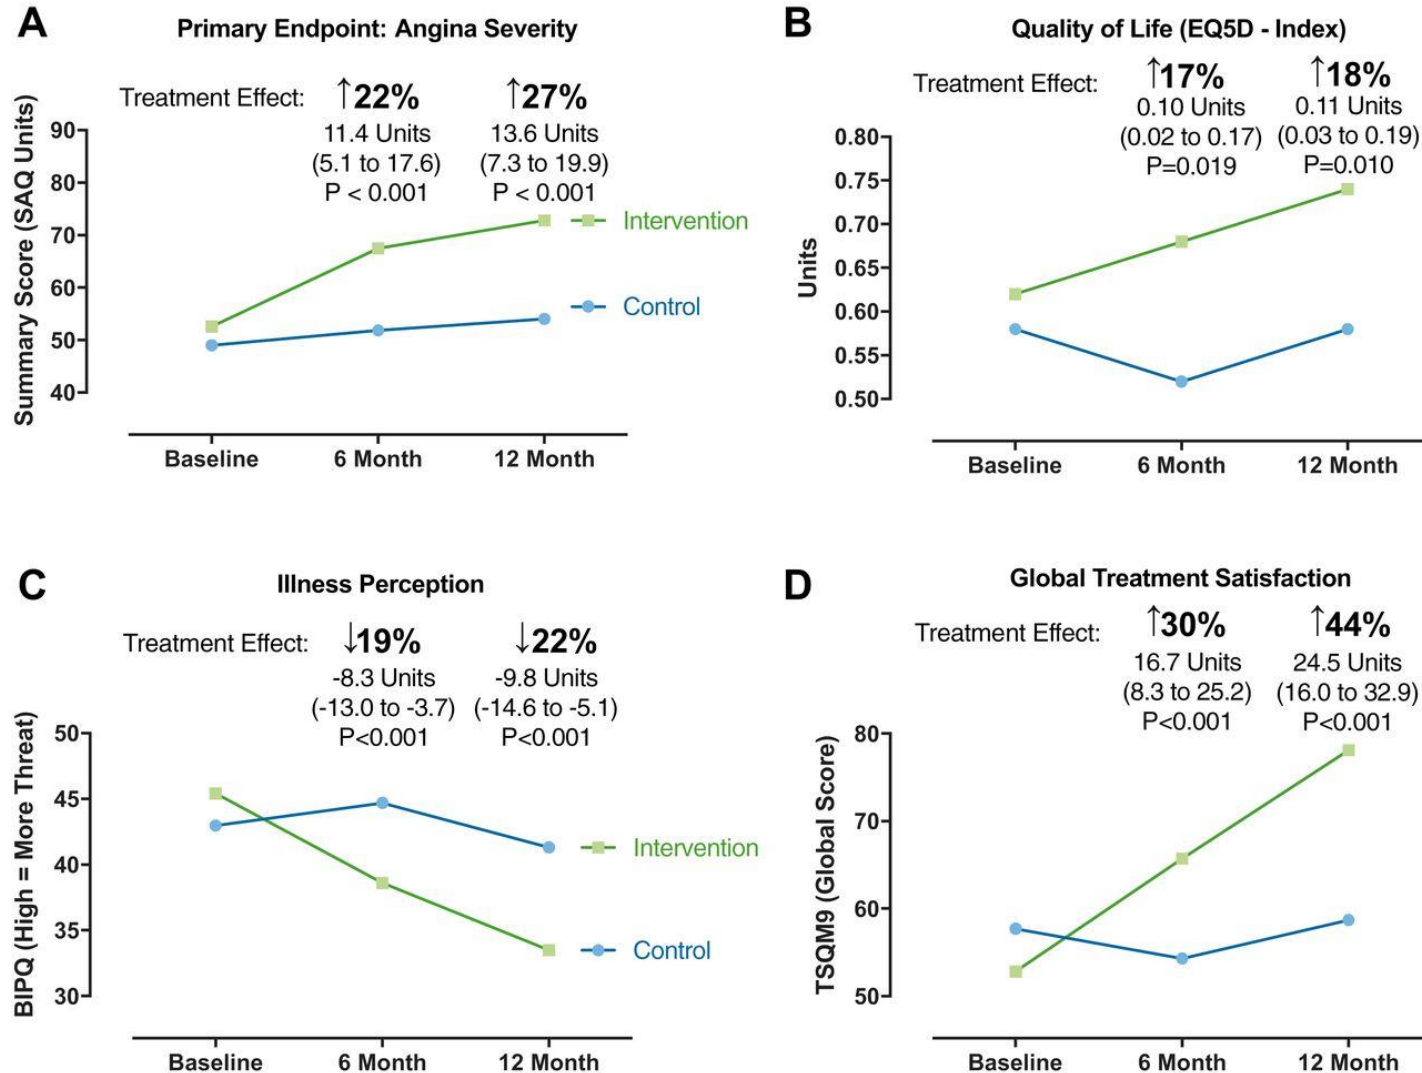 A
Primary Endpoint: Angina Severity
Treatment Effect:
↑22%
11.4 Units
(5.1 to 17.6)
P < 0.001
↑27%
13.6 Units
(7.3 to 19.9)
P < 0.001
Summary Score (SAQ Units)
90
80
70
60
50
40
Intervention
Control
Baseline
6 Month
12 Month
B
Quality of Life (EQ5D - Index)
Treatment Effect:
↑17%
0.10 Units
(0.02 to 0.17)
P=0.019
↑18%
0.11 Units
(0.03 to 0.19)
P=0.010
Units
0.80
0.75
0.70
0.65
0.60
0.55
0.50
Baseline
6 Month
12 Month
C
Illness Perception
Treatment Effect:
↓19%
-8.3 Units
(-13.0 to -3.7)
P<0.001
↓22%
-9.8 Units
(-14.6 to -5.1)
P<0.001
BIPQ (High = More Threat)
50
45
40
35
30
Intervention
Control
Baseline
6 Month
12 Month
D
Global Treatment Satisfaction
Treatment Effect:
↑30%
16.7 Units
(8.3 to 25.2)
P<0.001
↑44%
24.5 Units
(16.0 to 32.9)
P<0.001
TSQM9 (Global Score)
80
70
60
50
Baseline
6 Month
12 Month